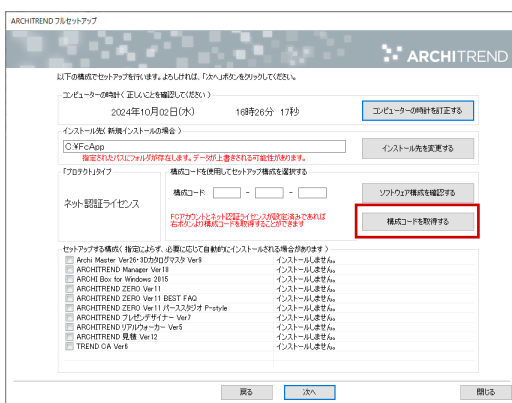 ARCHITREND フルセットアップ
ARCHITREND
以下の構成でセットアップを行います。よろしければ、「次へ」ボタンをクリックしてください。
コンピューターの時計( 正しいことを確認してください )
2024年10月02日(水) 16時26分 17秒
コンピューターの時計を訂正する
インストール先( 新規インストールの場合 )
C:¥FcApp
インストール先を変更する
指定されたパスにフォルダが存在します。データが上書きされる可能性があります。
「プロテクト」タイプ
ネット認証ライセンス
構成コードを使用してセットアップ構成を選択する
構成コード - -
ソフトウェア構成を確認する
FCアカウントとネット認証ライセンスが設定済みであれば
右ボタンより構成コードを取得することができます
構成コードを取得する
セットアップする構成( 指定によらず、必要に応じて自動的にインストールされる場合があります )
Archi Master Ver26・3Dカタログマスタ Ver9 インストールしません。
ARCHITREND Manager Ver18 インストールしません。
ARCHI Box for Windows 2015 インストールしません。
ARCHITREND ZERO Ver11 インストールしません。
ARCHITREND ZERO Ver11 BEST FAQ インストールしません。
ARCHITREND ZERO Ver11 パーススタジオ P-style インストールしません。
ARCHITREND プレゼンデザイナー Ver7 インストールしません。
ARCHITREND リアルウォーカー Ver5 インストールしません。
ARCHITREND 見積 Ver12 インストールしません。
TREND CA Ver6 インストールしません。
戻る
次へ
閉じる